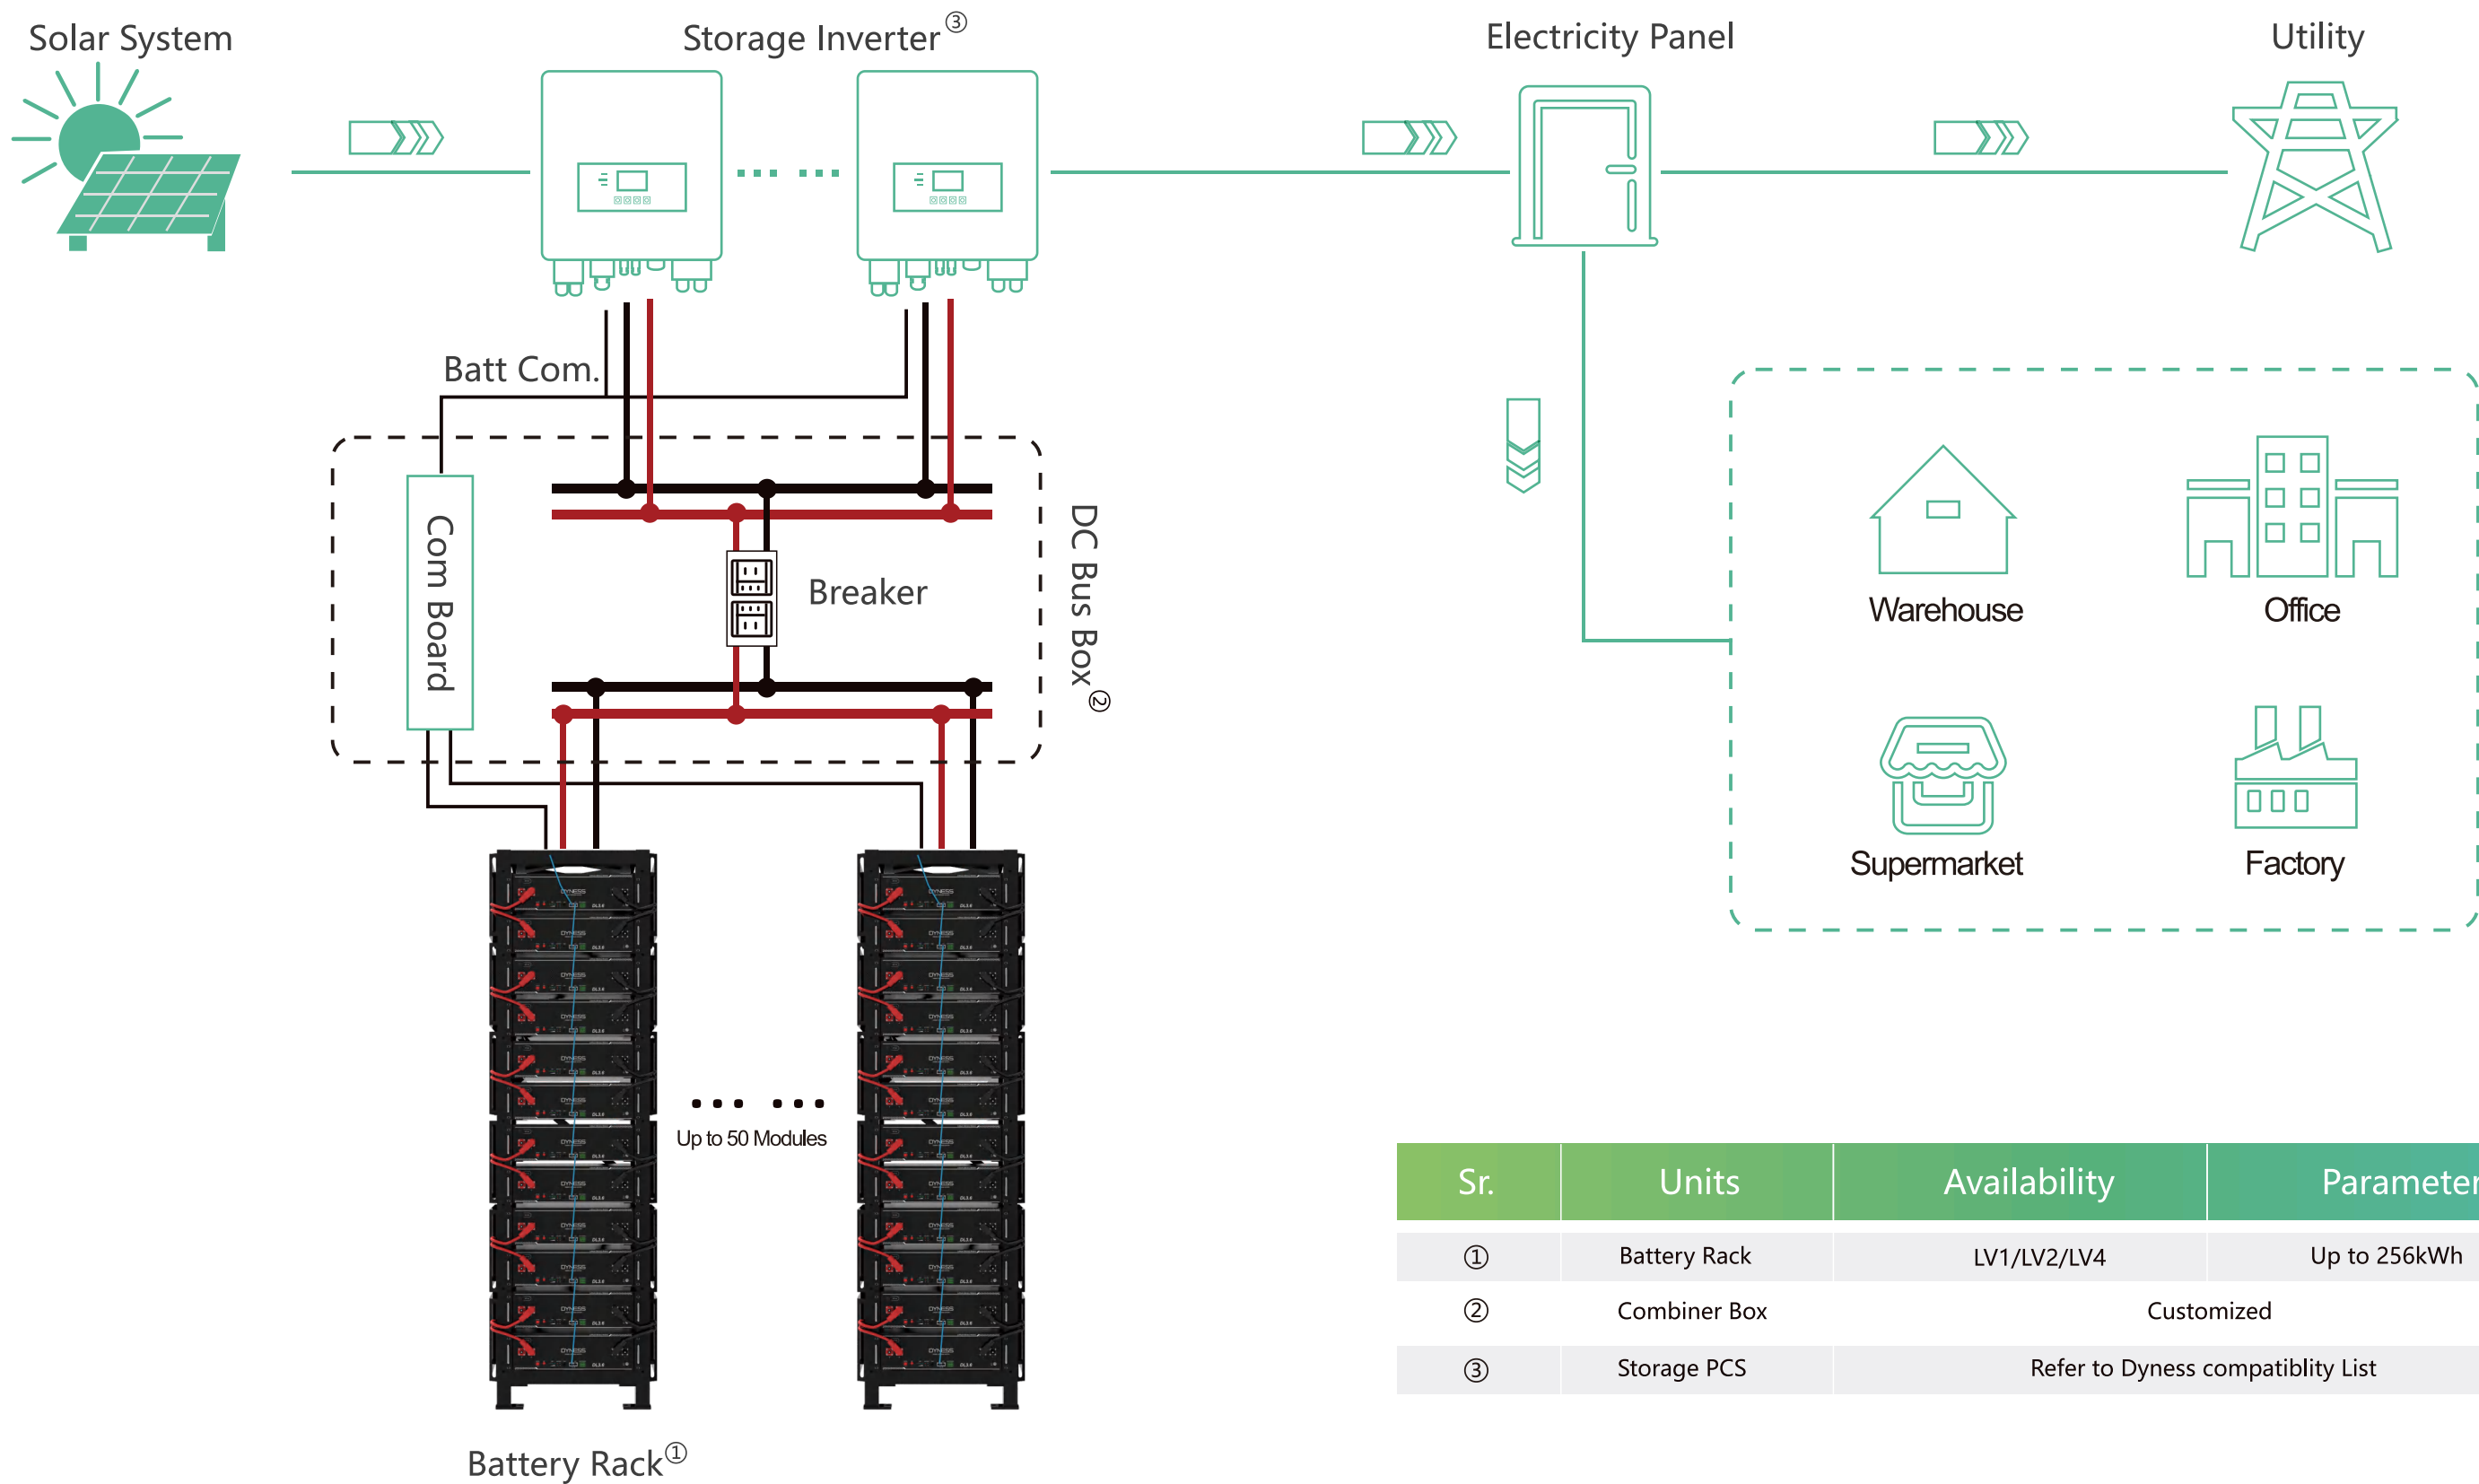 Solar System
Storage Inverter③
Electricity Panel
Utility
Batt Com.
Com Board
Breaker
DC Bus Box②
Warehouse
Office
Supermarket
Factory
Up to 50 Modules
Battery Rack①
Sr. Units Availability Parameter
① Battery Rack LV1/LV2/LV4 Up to 256kWh
② Combiner Box Customized
③ Storage PCS Refer to Dyness compatiblity List